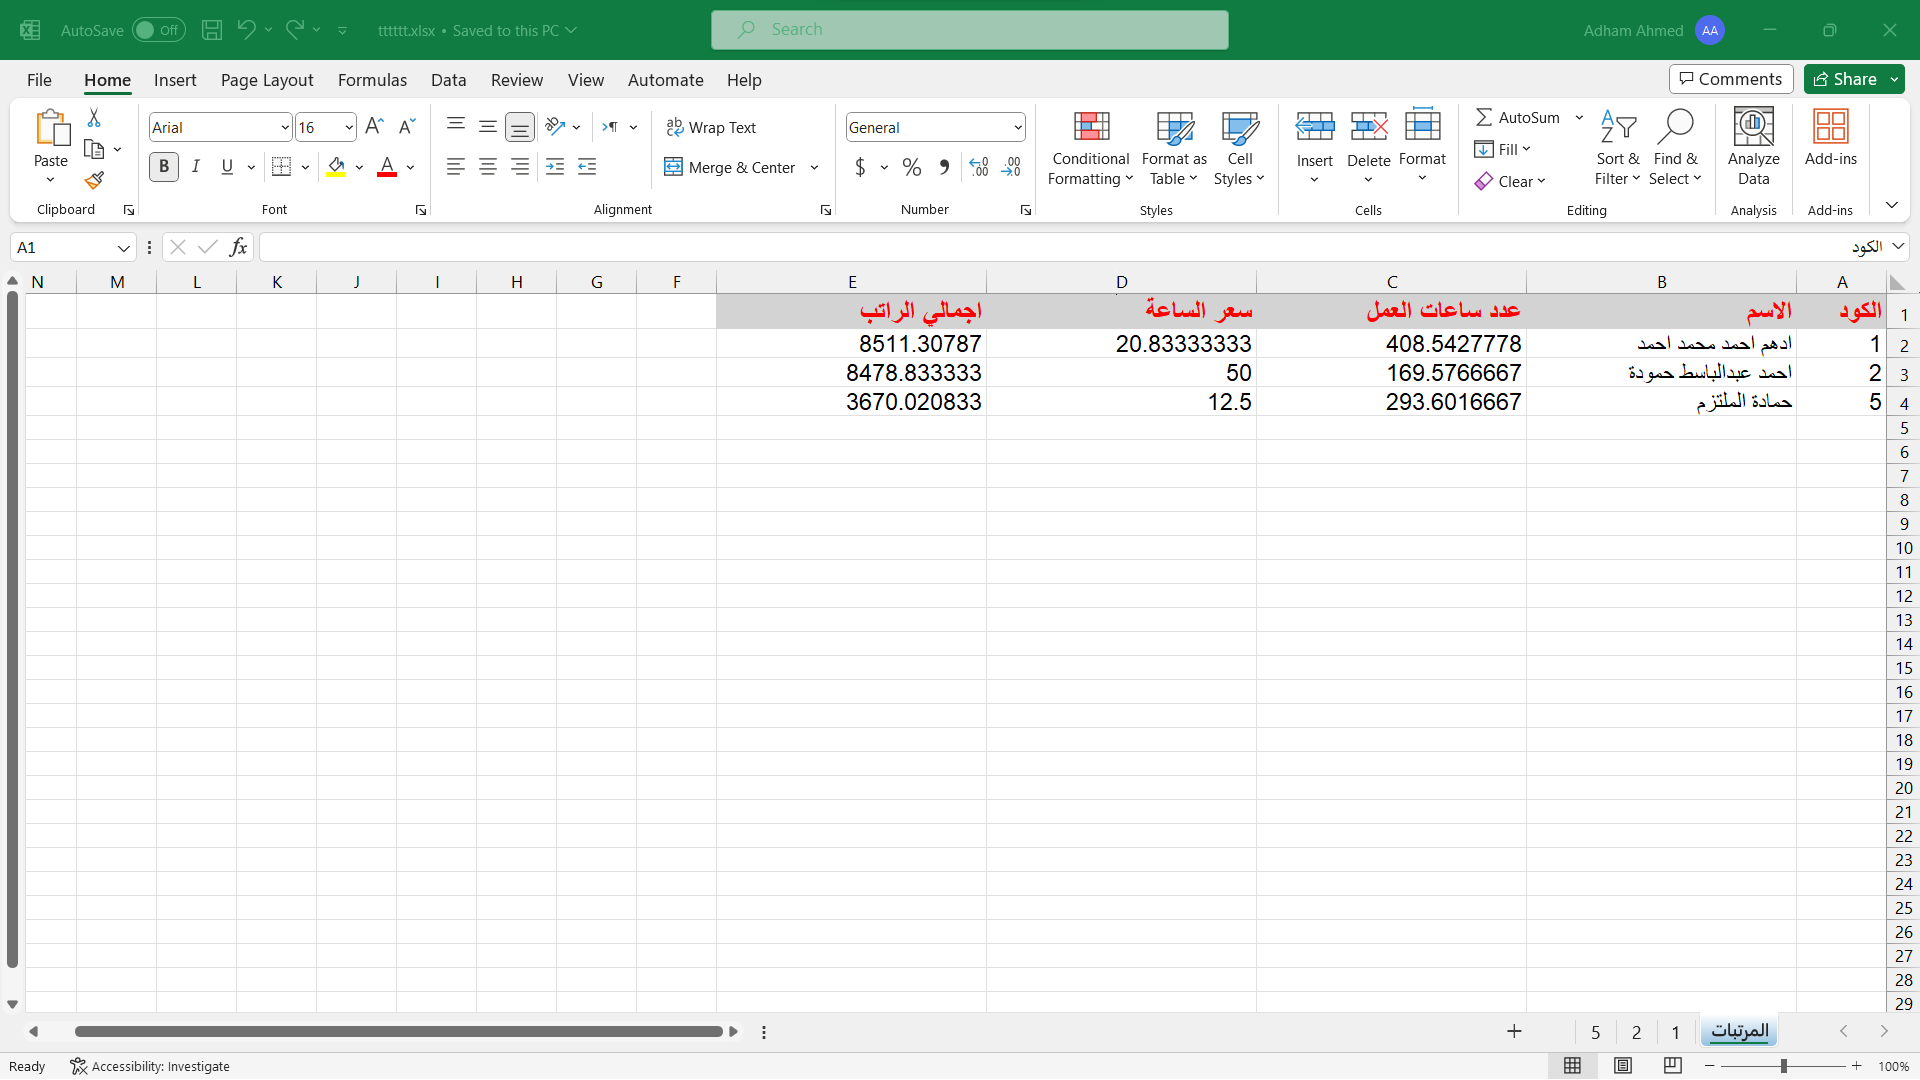 AutoSave Off tttttt.xlsx • Saved to this PC Search Adham Ahmed AA
File Home Insert Page Layout Formulas Data Review View Automate Help Comments Share
Paste Arial 16 Wrap Text General Conditional Formatting Format as Table Cell Styles Insert Delete Format AutoSum Fill Clear Sort & Filter Find & Select Analyze Data Add-ins
B I U A Merge & Center $ %
Clipboard Font Alignment Number Styles Cells Editing Analysis Add-ins
A1 fx الكود
N M L K J I H G F E D C B A
الكود الاسم عدد ساعات العمل سعر الساعة اجمالي الراتب 1
1 ادهم احمد محمد احمد 408.5427778 20.83333333 8511.30787 2
2 احمد عبدالباسط حمودة 169.5766667 50 8478.833333 3
5 حمادة الملتزم 293.6016667 12.5 3670.020833 4
5
6
7
8
9
10
11
12
13
14
15
16
17
18
19
20
21
22
23
24
25
26
27
28
29
المرتبات 1 2 5
Ready Accessibility: Investigate 100%